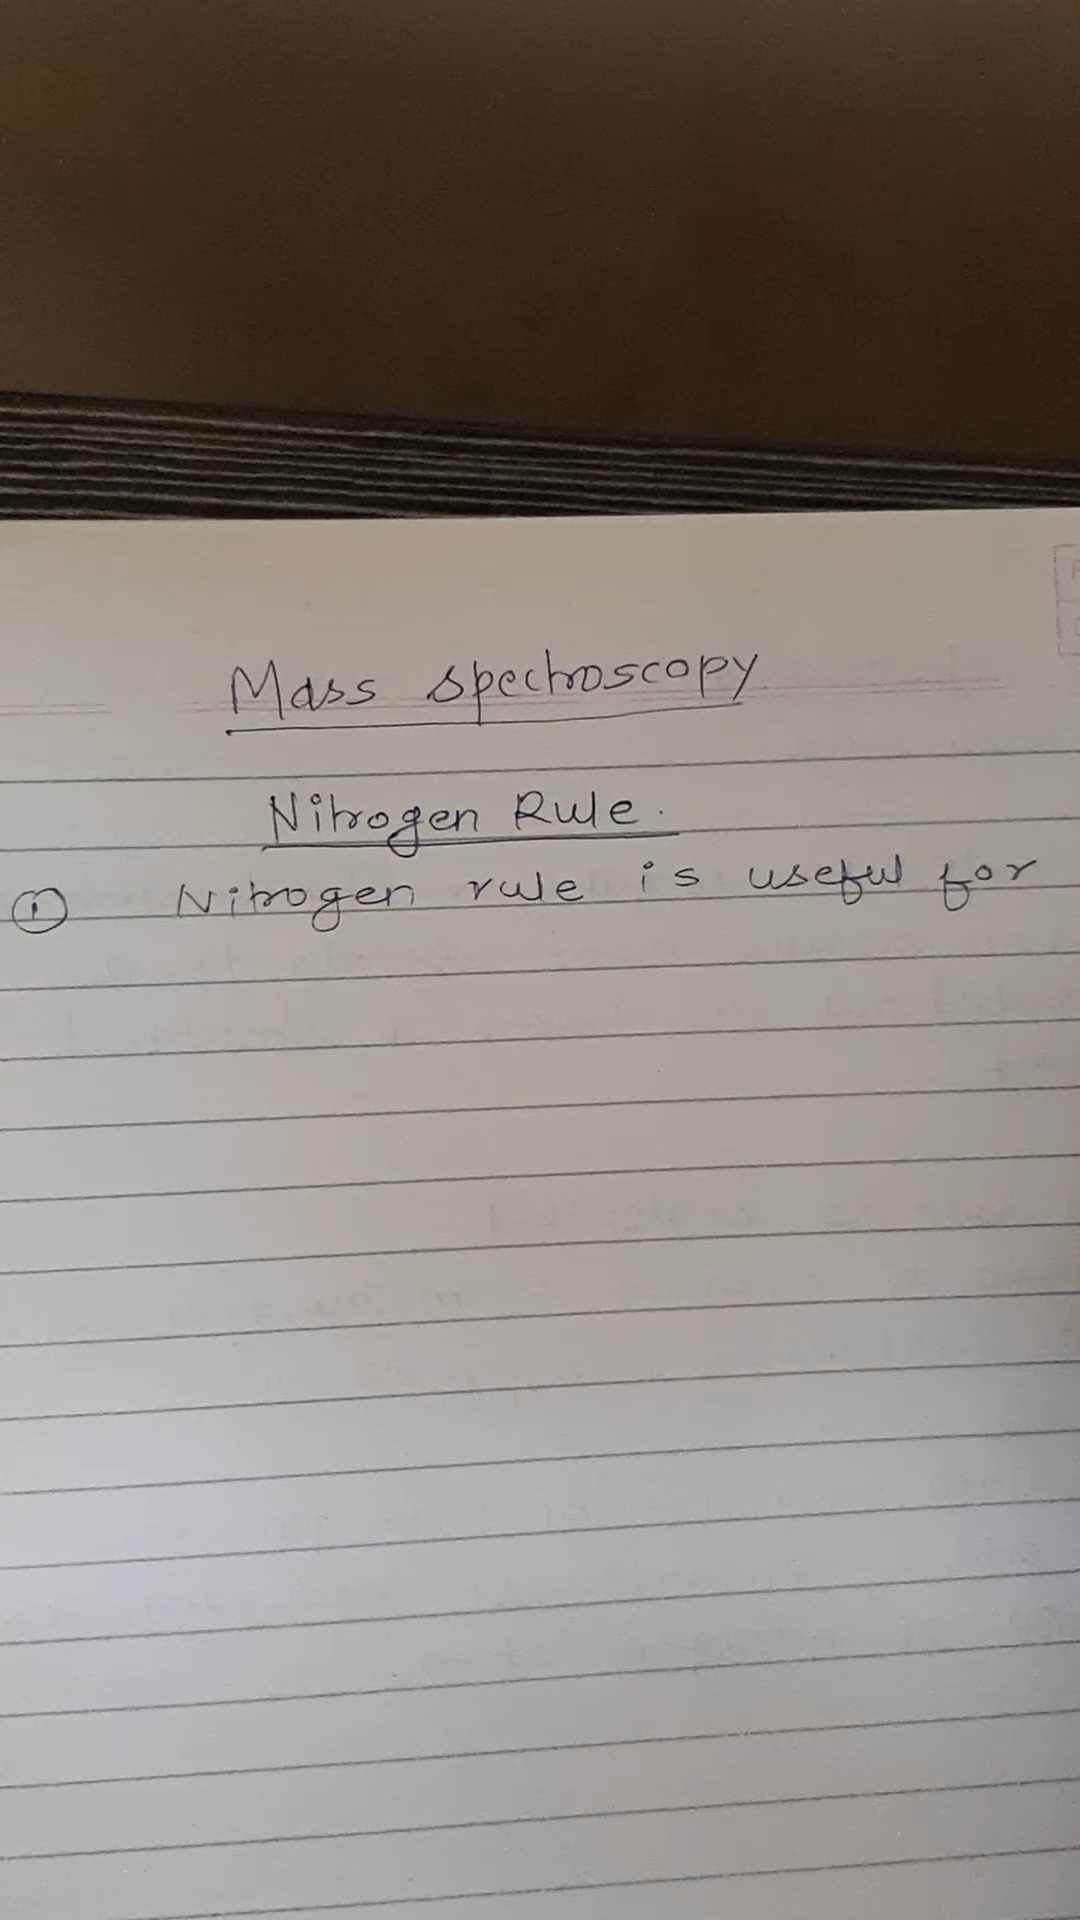 Mass spectroscopy
Nitrogen Rule.
① Nitrogen rule is useful for